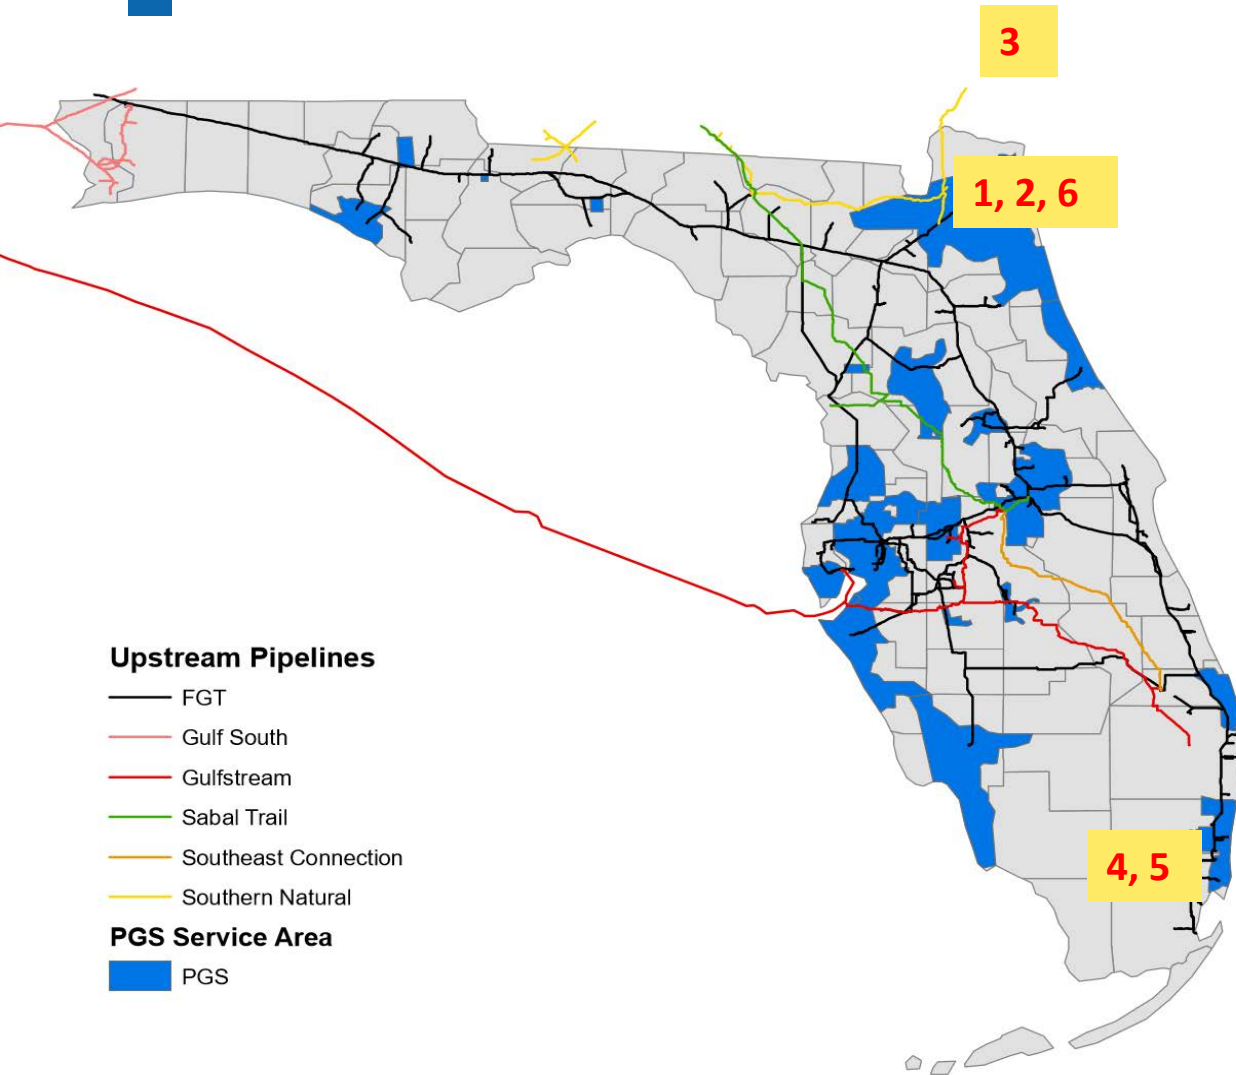 3
1, 2, 6
4, 5
Upstream Pipelines
FGT
Gulf South
Gulfstream
Sabal Trail
Southeast Connection
Southern Natural
PGS Service Area
PGS